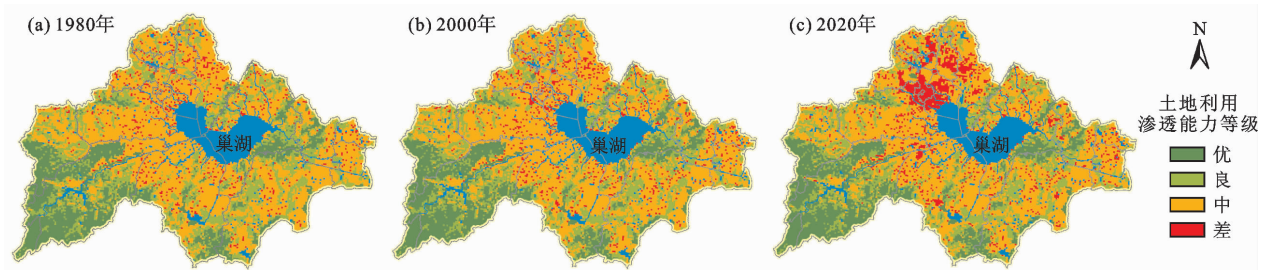 (a) 1980年
(b) 2000年
(c) 2020年
N
巢湖
巢湖
巢湖
土地利用
渗透能力等级
优
良
中
差